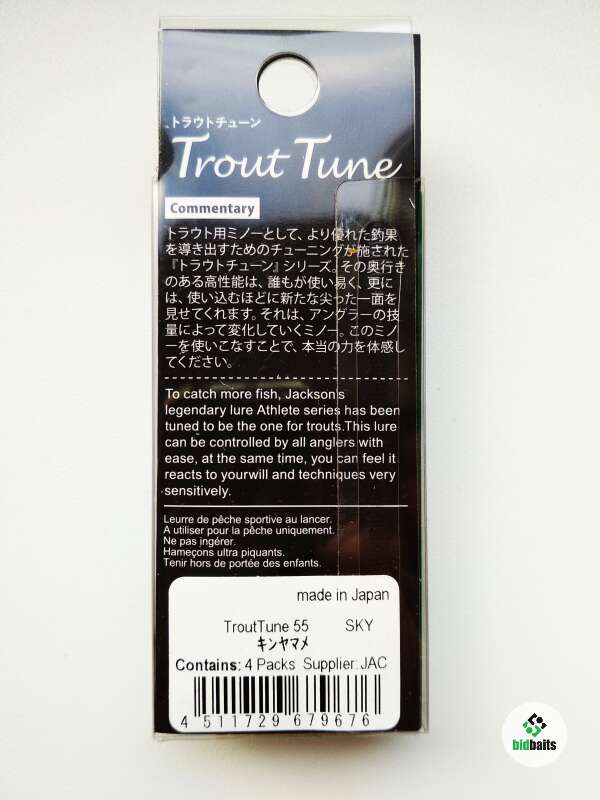 トラウトチューン
Trout Tune
Commentary
トラウト用ミノーとして、より優れた釣果
を導き出すためのチューニングが施された
『トラウトチューン』シリーズ。その奥行き
のある高性能は、誰もが使い易く、更に
は、使い込むほどに新たな尖った一面を
見せてくれます。それは、アングラーの技
量によって変化していくミノー。このミノ
ーを使いこなすことで、本当の力を体感し
てください。
To catch more fish, Jackson's
legendary lure Athlete series has been
tuned to be the one for trouts.This lure
can be controlled by all anglers with
ease, at the same time, you can feel it
reacts to yourwill and techniques very
sensitively.
Leurre de pêche sportive au lancer.
A utiliser pour la pêche uniquement.
Ne pas ingérer.
Hameçons ultra piquants.
Tenir hors de portée des enfants.
made in Japan
TroutTune 55 SKY
キンヤマメ
Contains: 4 Packs Supplier: JAC
4 511729 679676
bidbaits